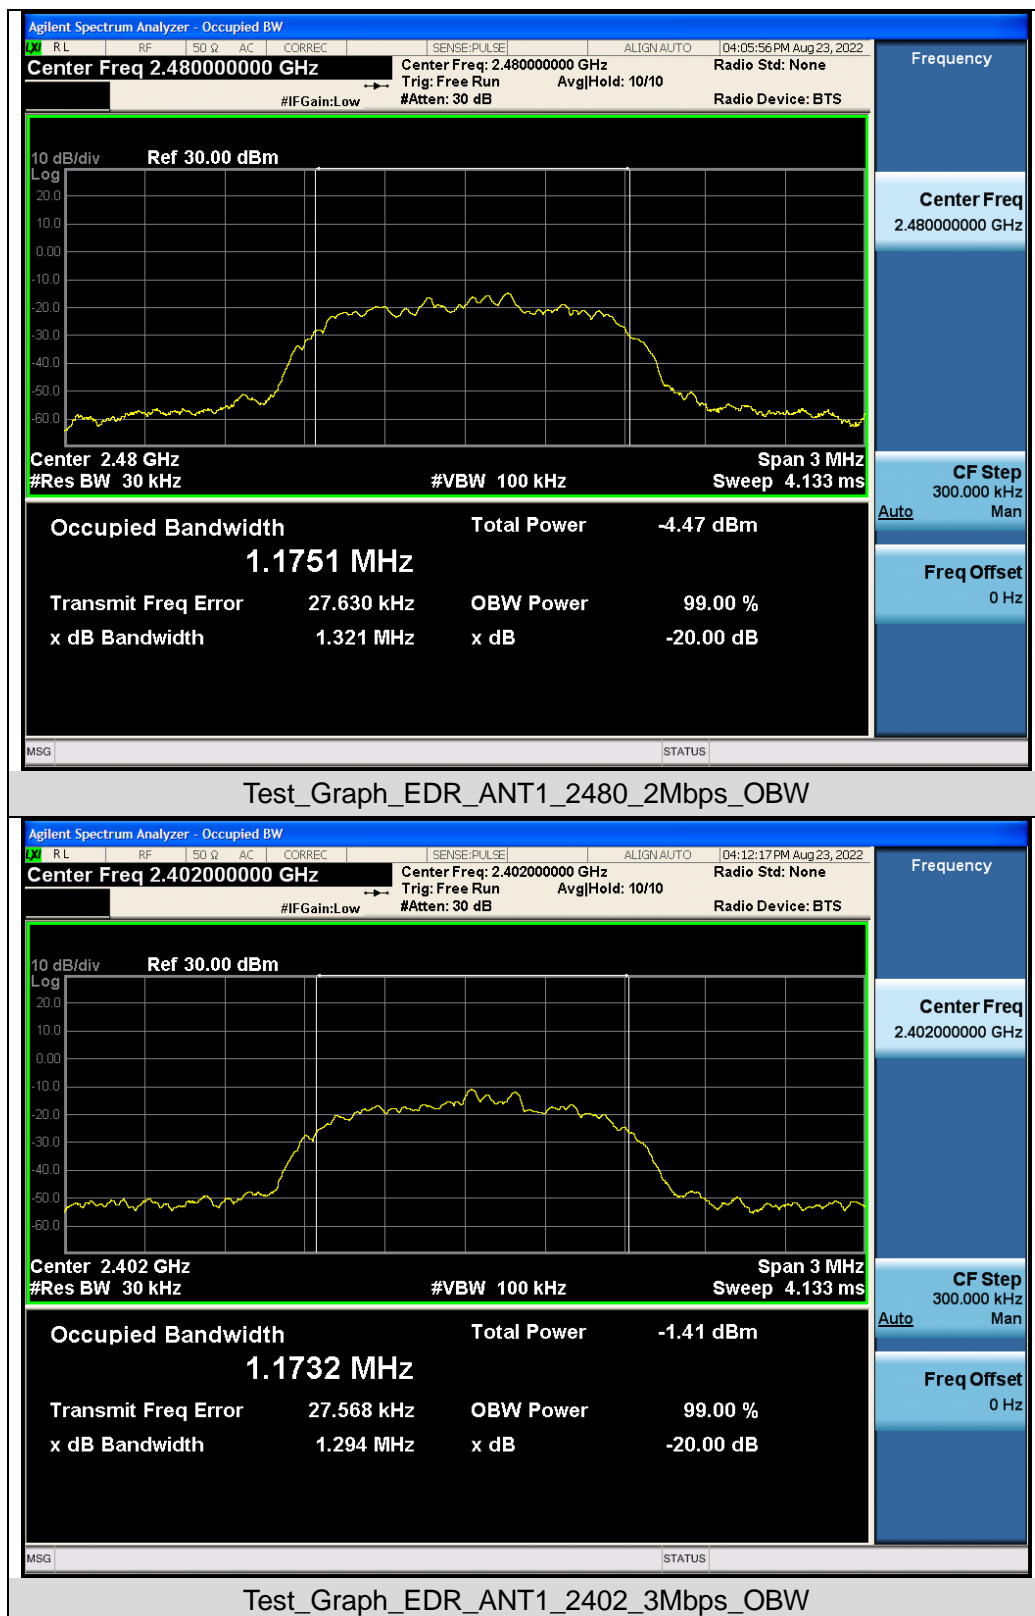 Agilent Spectrum Analyzer - Occupied BW
LXI RL RF 50 Ω AC CORREC SENSE:PULSE ALIGN AUTO 04:05:56 PM Aug 23, 2022
Center Freq 2.480000000 GHz Center Freq: 2.480000000 GHz Radio Std: None Frequency
Trig: Free Run Avg|Hold: 10/10
#IFGain:Low #Atten: 30 dB Radio Device: BTS
10 dB/div Ref 30.00 dBm
Log
20.0
10.0
0.00
-10.0
-20.0
-30.0
-40.0
-50.0
-60.0
Center Freq
2.480000000 GHz
Center 2.48 GHz Span 3 MHz
#Res BW 30 kHz #VBW 100 kHz Sweep 4.133 ms
CF Step
300.000 kHz
Auto Man
Occupied Bandwidth Total Power -4.47 dBm
1.1751 MHz
Freq Offset
0 Hz
Transmit Freq Error 27.630 kHz OBW Power 99.00 %
x dB Bandwidth 1.321 MHz x dB -20.00 dB
MSG STATUS
Test_Graph_EDR_ANT1_2480_2Mbps_OBW
Agilent Spectrum Analyzer - Occupied BW
LXI RL RF 50 Ω AC CORREC SENSE:PULSE ALIGN AUTO 04:12:17 PM Aug 23, 2022
Center Freq 2.402000000 GHz Center Freq: 2.402000000 GHz Radio Std: None Frequency
Trig: Free Run Avg|Hold: 10/10
#IFGain:Low #Atten: 30 dB Radio Device: BTS
10 dB/div Ref 30.00 dBm
Log
20.0
10.0
0.00
-10.0
-20.0
-30.0
-40.0
-50.0
-60.0
Center Freq
2.402000000 GHz
Center 2.402 GHz Span 3 MHz
#Res BW 30 kHz #VBW 100 kHz Sweep 4.133 ms
CF Step
300.000 kHz
Auto Man
Occupied Bandwidth Total Power -1.41 dBm
1.1732 MHz
Freq Offset
0 Hz
Transmit Freq Error 27.568 kHz OBW Power 99.00 %
x dB Bandwidth 1.294 MHz x dB -20.00 dB
MSG STATUS
Test_Graph_EDR_ANT1_2402_3Mbps_OBW